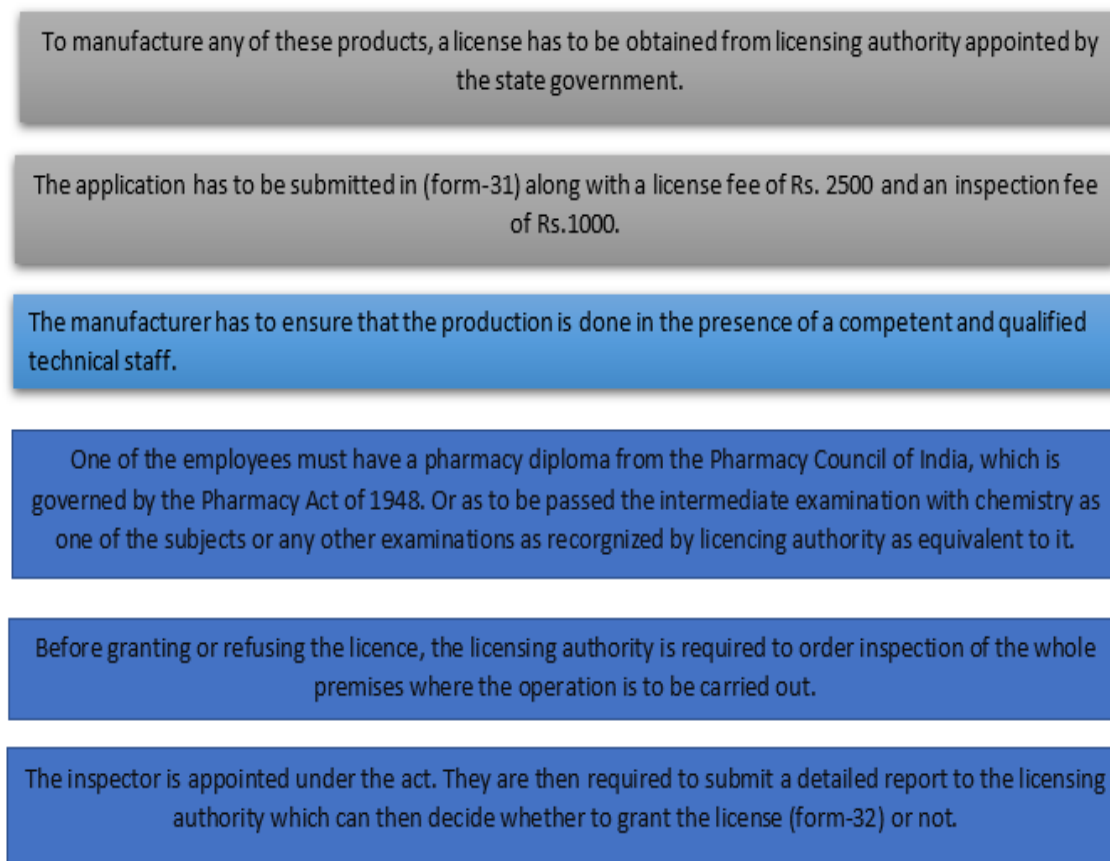 To manufacture any of these products, a license has to be obtained from licensing authority appointed by
the state government.
The application has to be submitted in (form-31) along with a license fee of Rs. 2500 and an inspection fee
of Rs.1000.
The manufacturer has to ensure that the production is done in the presence of a competent and qualified
technical staff.
One of the employees must have a pharmacy diploma from the Pharmacy Council of India, which is
governed by the Pharmacy Act of 1948. Or as to be passed the intermediate examination with chemistry as
one of the subjects or any other examinations as recorgnized by licencing authority as equivalent to it.
Before granting or refusing the licence, the licensing authority is required to order inspection of the whole
premises where the operation is to be carried out.
The inspector is appointed under the act. They are then required to submit a detailed report to the licensing
authority which can then decide whether to grant the license (form-32) or not.